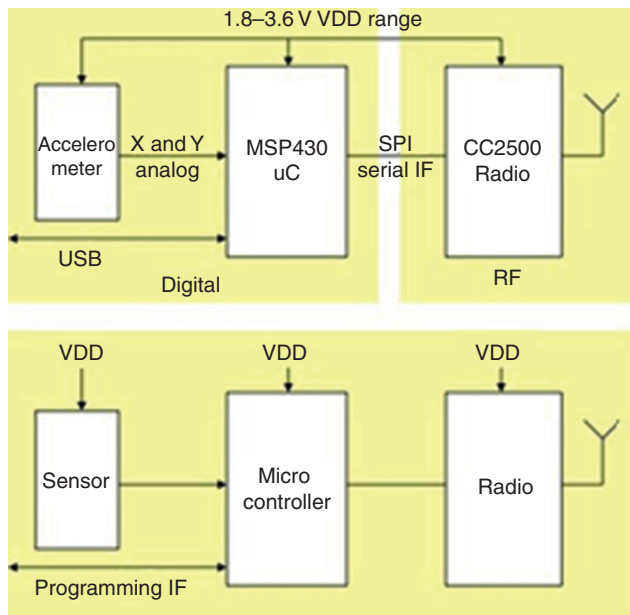 1.8–3.6 V VDD range
Accelero
meter
X and Y
analog
MSP430
uC
SPI
serial IF
CC2500
Radio
USB
Digital
RF
VDD
VDD
VDD
Sensor
Micro
controller
Radio
Programming IF